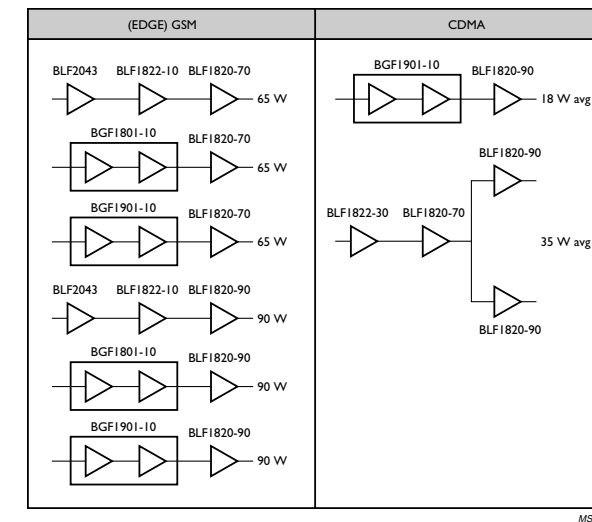 (EDGE) GSM
CDMA
BLF2043 BLF1822-10 BLF1820-70
65 W
BGF1801-10
BLF1820-70
65 W
BGF1901-10
BLF1820-70
65 W
BLF2043 BLF1822-10 BLF1820-90
90 W
BGF1801-10
BLF1820-90
90 W
BGF1901-10
BLF1820-90
90 W
BGF1901-10
BLF1820-90
18 W avg
BLF1820-90
BLF1822-30 BLF1820-70
35 W avg
BLF1820-90
MS